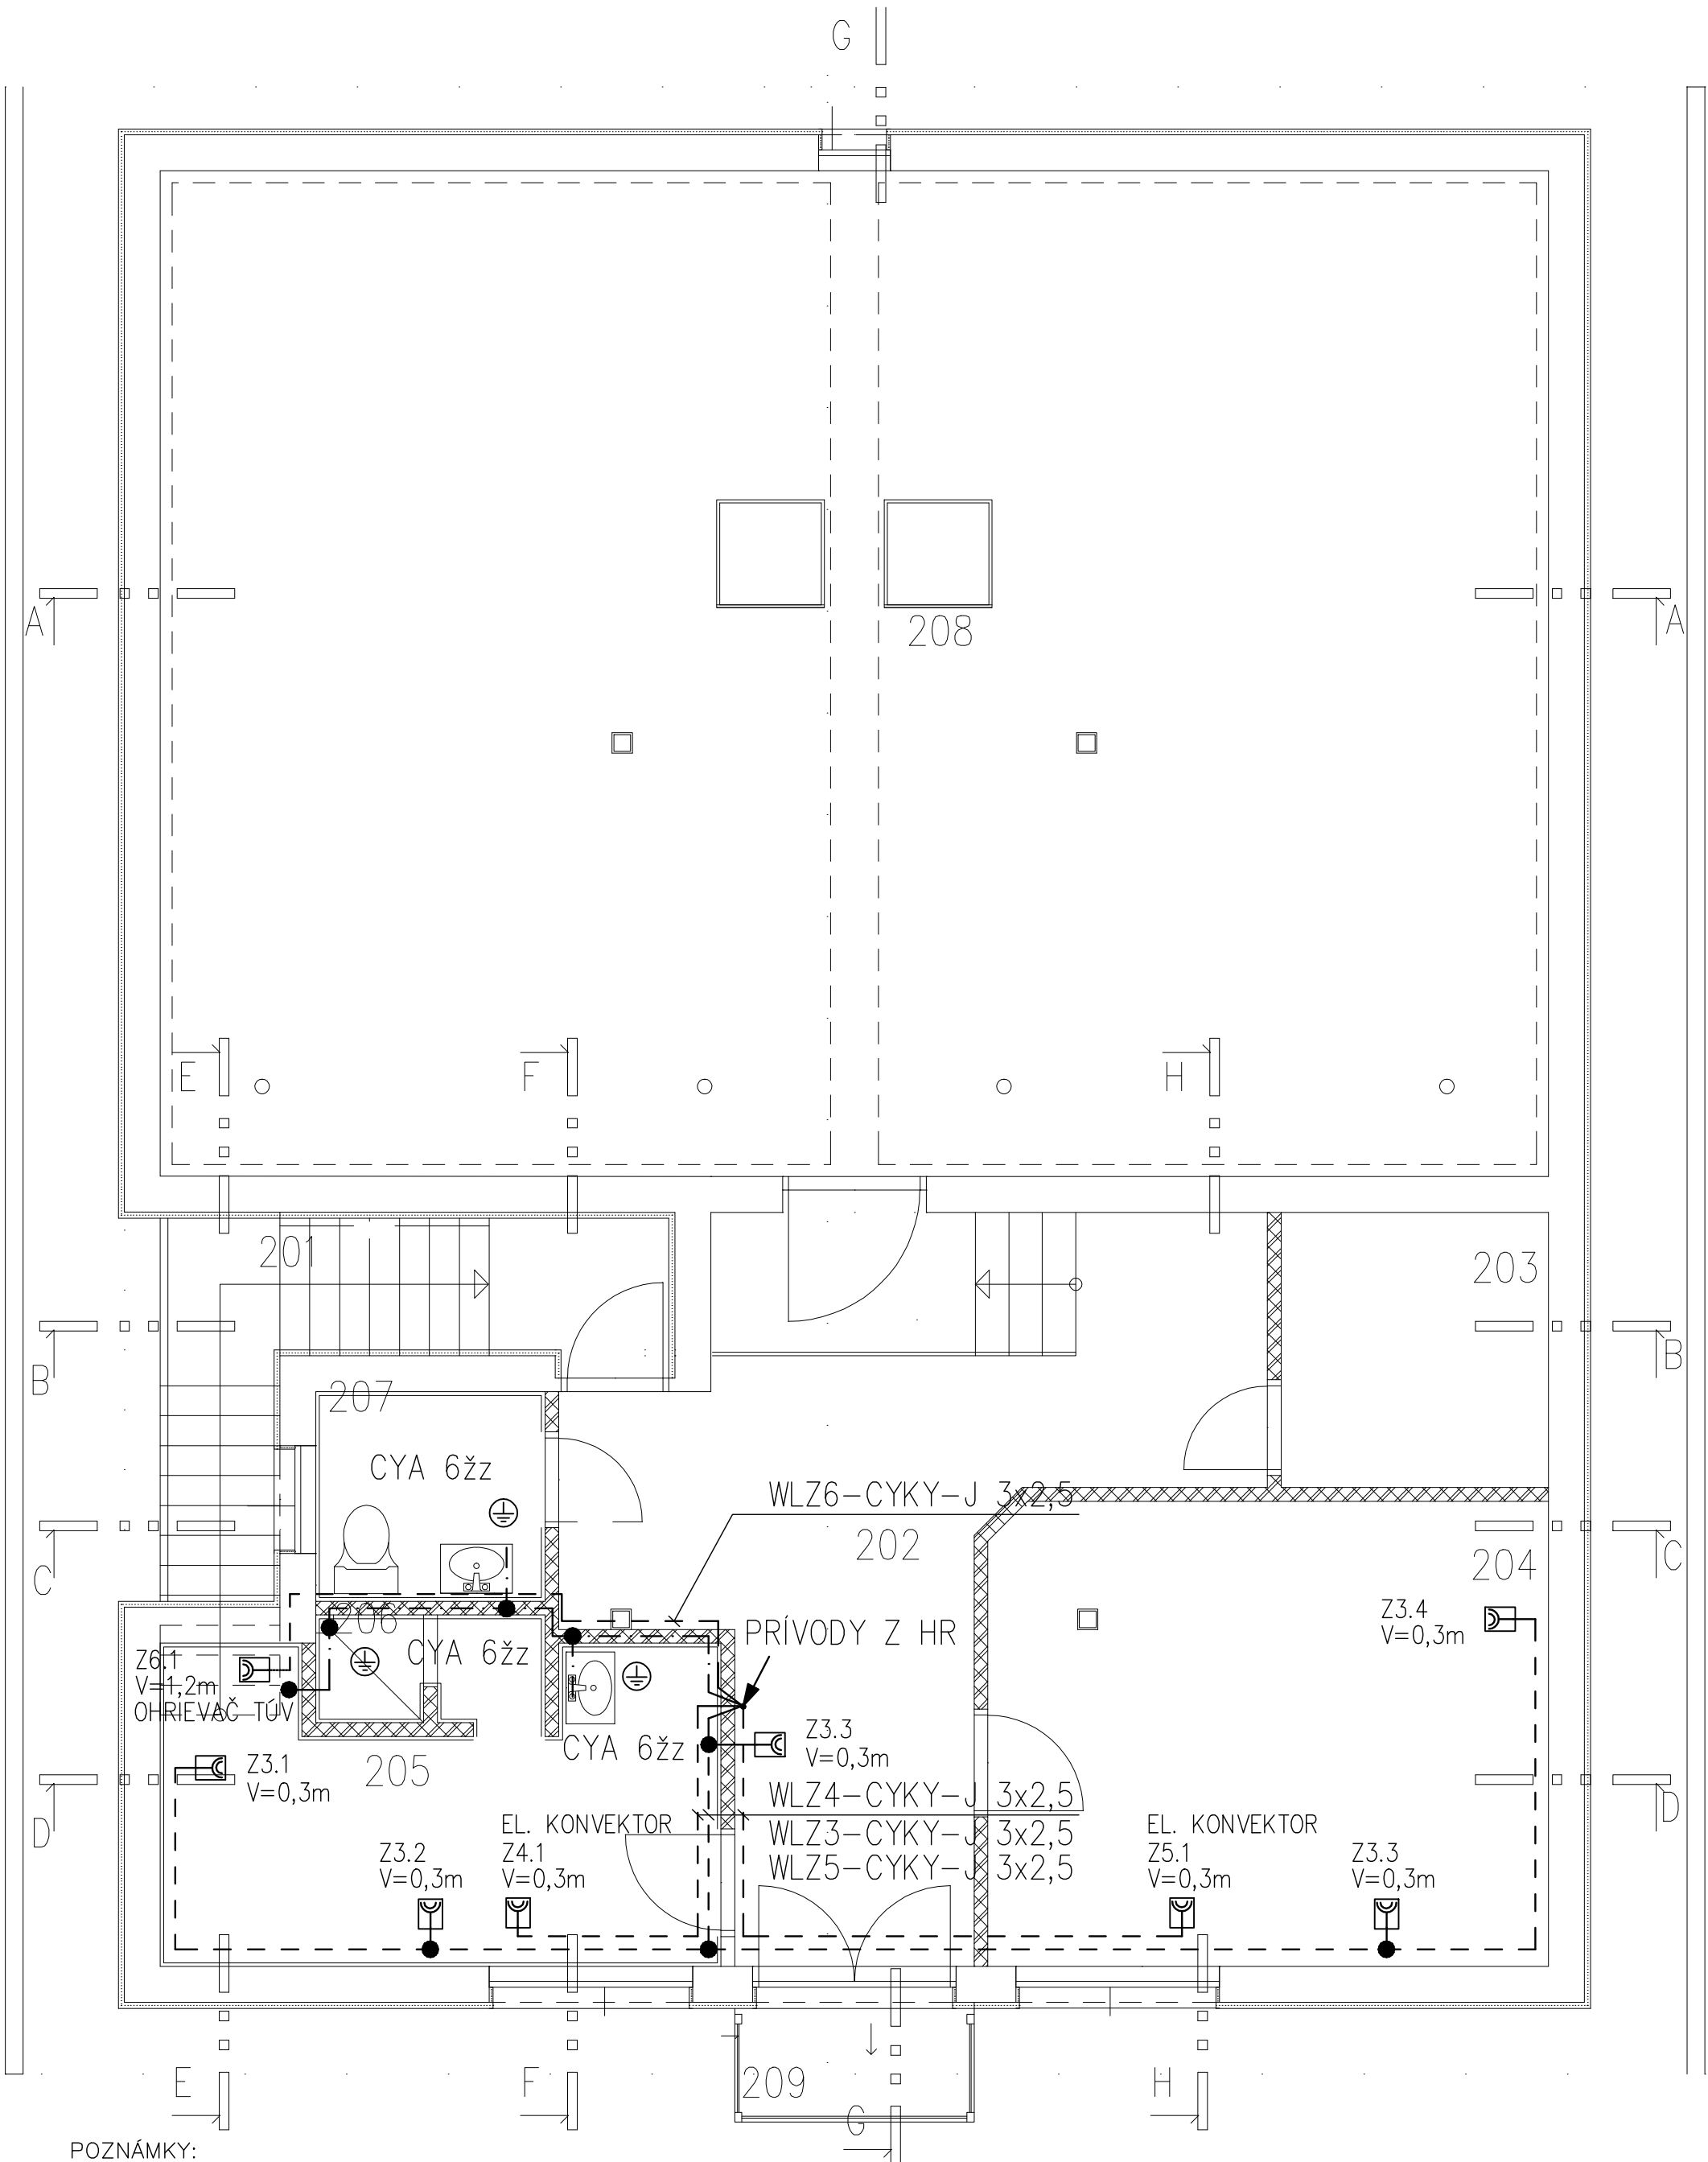 G
A
208
A
E
F
H
201
203
B
B
207
CYA 6žz
WLZ6-CYKY-J 3x2,5
202
204
C
C
206
CYA 6žz
PRÍVODY Z HR
Z3.4
V=0,3m
Z6.1
V=1,2m
OHRIEVAČ TÚV
CYA 6žz
Z3.3
V=0,3m
Z3.1
V=0,3m
205
WLZ4-CYKY-J 3x2,5
WLZ3-CYKY-J 3x2,5
WLZ5-CYKY-J 3x2,5
D
D
EL. KONVEKTOR
Z4.1
V=0,3m
Z3.2
V=0,3m
EL. KONVEKTOR
Z5.1
V=0,3m
Z3.3
V=0,3m
E
F
209
H
G
POZNÁMKY: